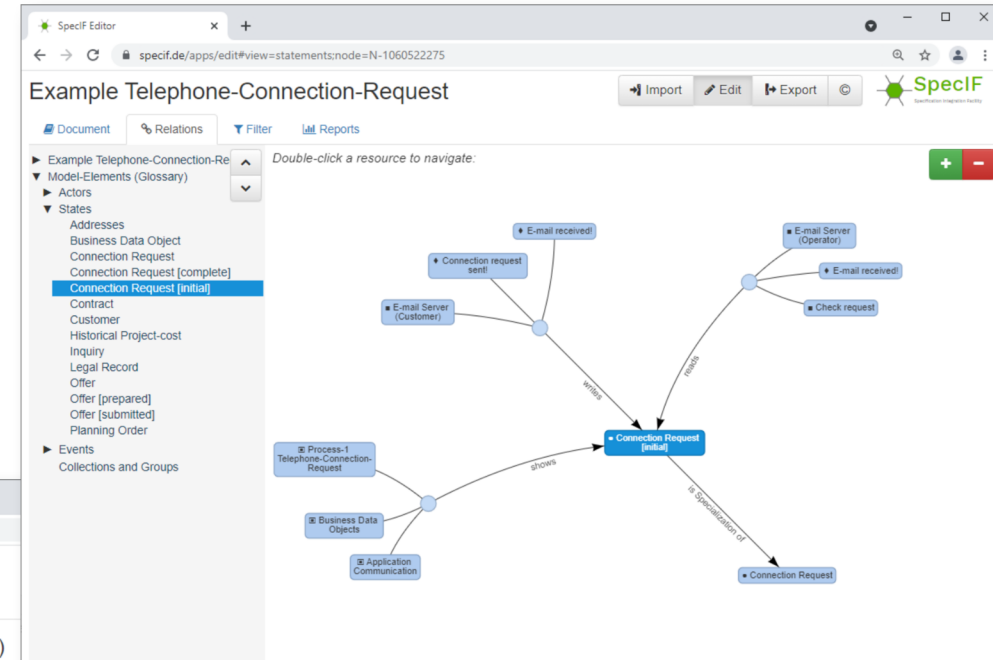 SpecIF Editor
specif.de/apps/edit#view=statements;node=N-1060522275
Example Telephone-Connection-Request
Import
Edit
Export
©
SpecIF
Specification Integration Facility
Document
Relations
Filter
Reports
Example Telephone-Connection-Re
Model-Elements (Glossary)
Actors
States
Addresses
Business Data Object
Connection Request
Connection Request [complete]
Connection Request [initial]
Contract
Customer
Historical Project-cost
Inquiry
Legal Record
Offer
Offer [prepared]
Offer [submitted]
Planning Order
Events
Collections and Groups
Double-click a resource to navigate:
E-mail received!
Connection request
sent!
E-mail Server
(Customer)
E-mail Server
(Operator)
E-mail received!
Check request
writes
reads
Connection Request
[initial]
Process-1
Telephone-Connection-
Request
shows
Business Data
Objects
Application
Communication
is Specialization of
Connection Request
)